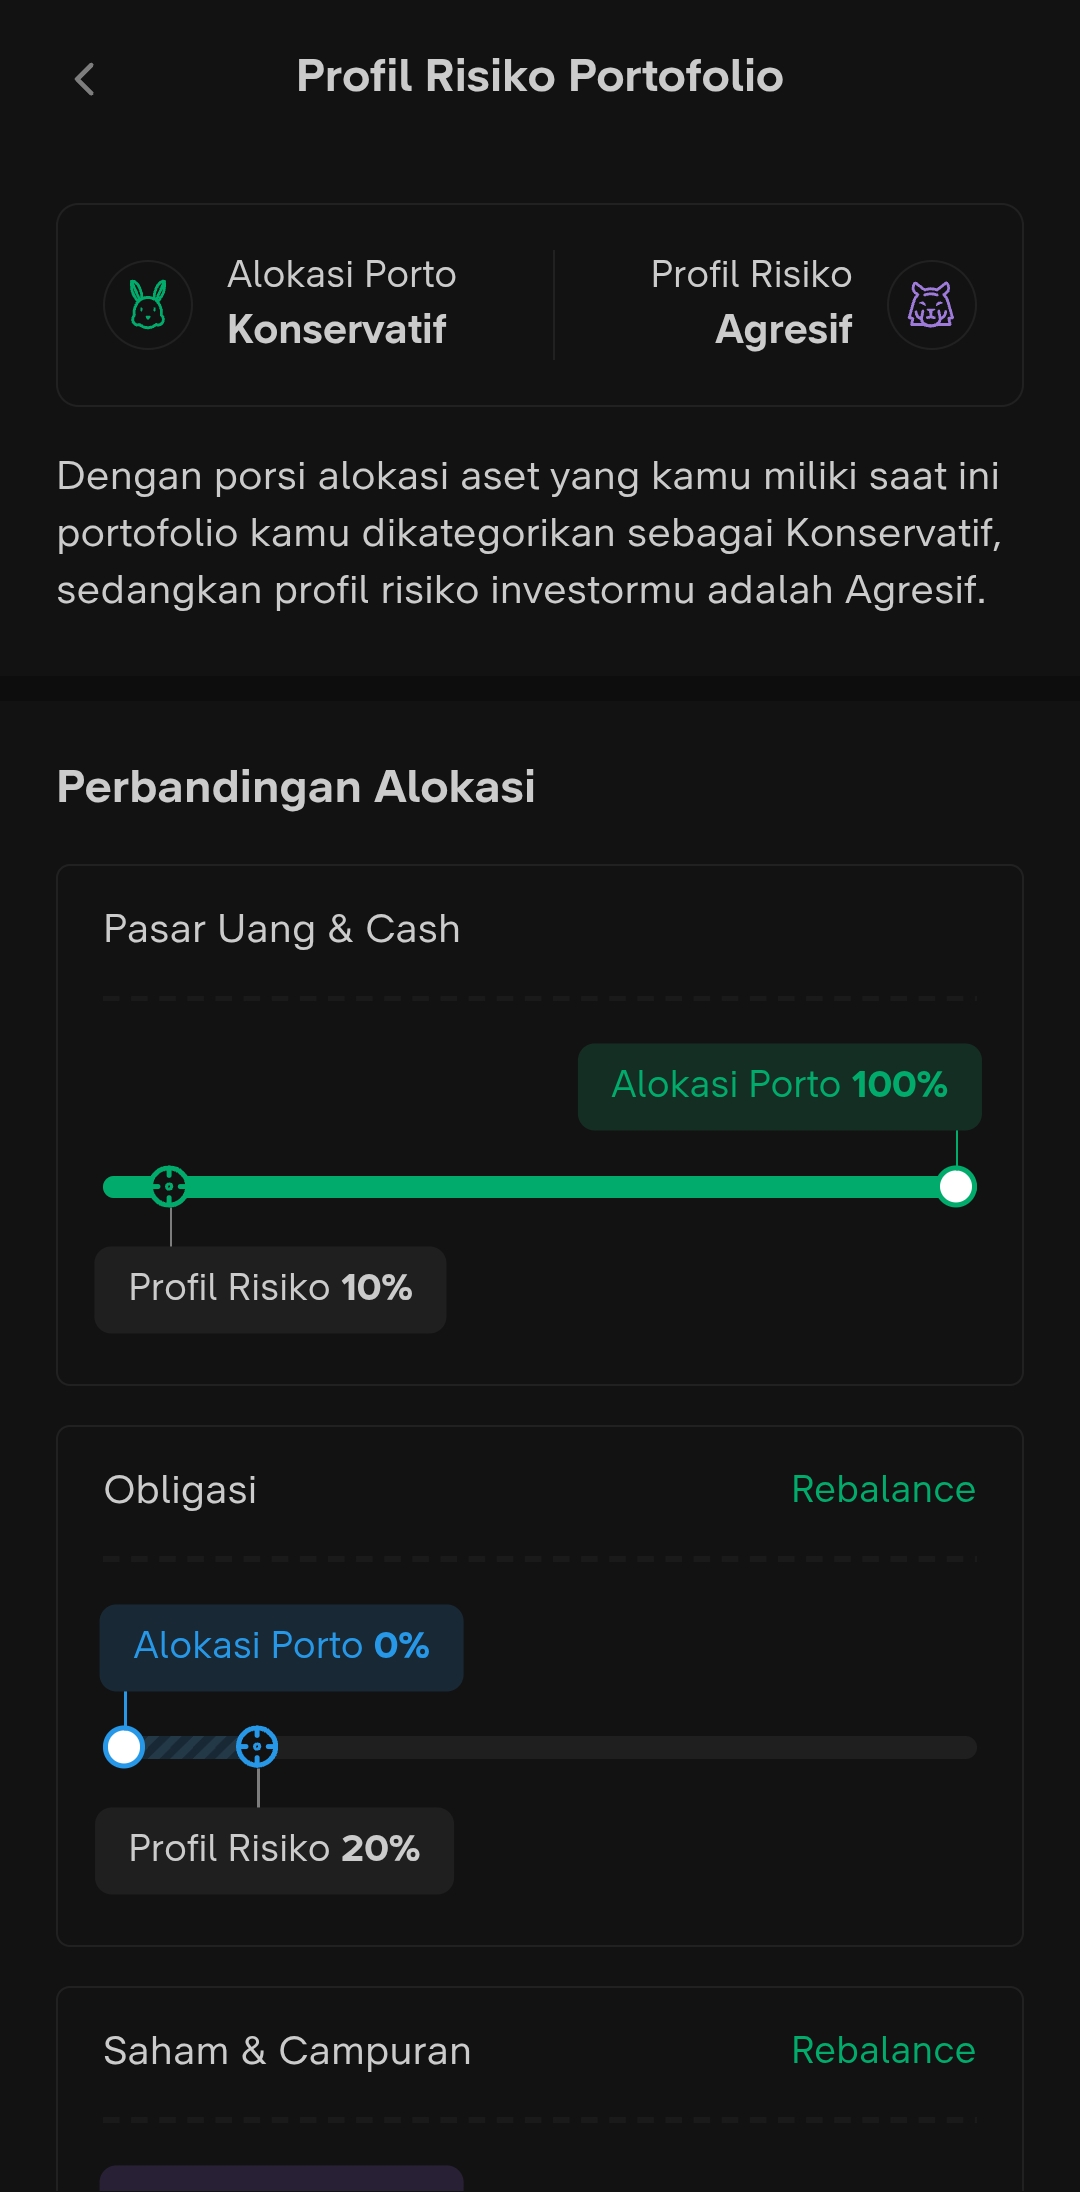 Profil Risiko Portofolio
Alokasi Porto
Konservatif
Profil Risiko
Agresif
Dengan porsi alokasi aset yang kamu miliki saat ini
portofolio kamu dikategorikan sebagai Konservatif,
sedangkan profil risiko investormu adalah Agresif.
Perbandingan Alokasi
Pasar Uang & Cash
Alokasi Porto 100%
Profil Risiko 10%
Obligasi Rebalance
Alokasi Porto 0%
Profil Risiko 20%
Saham & Campuran Rebalance